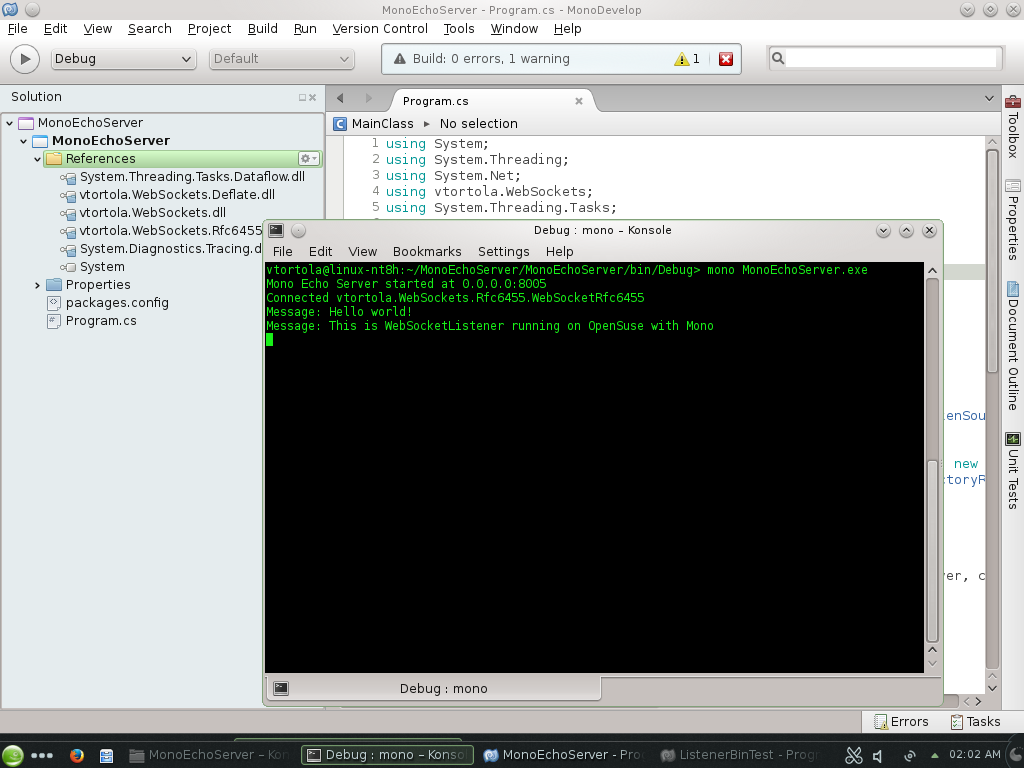 MonoEchoServer - Program.cs - MonoDevelop
File Edit View Search Project Build Run Version Control Tools Window Help
Debug Default Build: 0 errors, 1 warning 1
Solution
MonoEchoServer
MonoEchoServer
References
System.Threading.Tasks.Dataflow.dll
vtortola.WebSockets.Deflate.dll
vtortola.WebSockets.dll
vtortola.WebSockets.Rfc6455
System.Diagnostics.Tracing.d
System
Properties
packages.config
Program.cs
Program.cs
MainClass ▸ No selection
1 using System;
2 using System.Threading;
3 using System.Net;
4 using vtortola.WebSockets;
5 using System.Threading.Tasks;
enSou
new
toryR
er, c
Toolbox
Properties
Document Outline
Unit Tests
Debug : mono – Konsole
File Edit View Bookmarks Settings Help
vtortola@linux-nt8h:~/MonoEchoServer/MonoEchoServer/bin/Debug> mono MonoEchoServer.exe
Mono Echo Server started at 0.0.0.0:8005
Connected vtortola.WebSockets.Rfc6455.WebSocketRfc6455
Message: Hello world!
Message: This is WebSocketListener running on OpenSuse with Mono
Debug : mono
Errors Tasks
MonoEchoServer – Kon Debug : mono – Konsol MonoEchoServer - Pro ListenerBinTest - Progr 02:02 AM